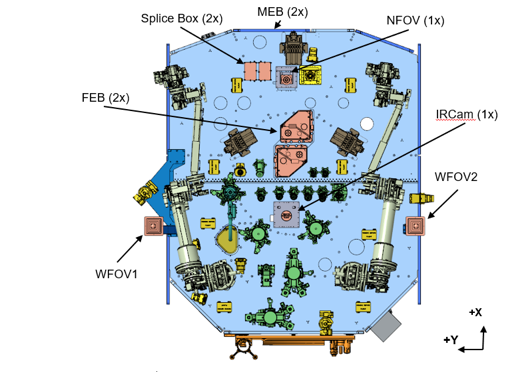 MEB (2x)
Splice Box (2x)
NFOV (1x)
FEB (2x)
IRCam (1x)
WFOV2
WFOV1
+X
+Y